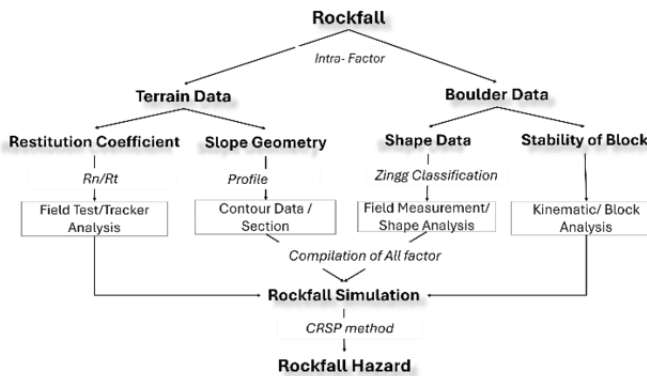 Rockfall
Intra- Factor
Terrain Data
Boulder Data
Restitution Coefficient
Slope Geometry
Shape Data
Stability of Block
Rn/Rt
Profile
Zingg Classification
Field Test/Tracker
Analysis
Contour Data /
Section
Field Measurement/
Shape Analysis
Kinematic/ Block
Analysis
Compilation of All factor
Rockfall Simulation
CRSP method
Rockfall Hazard